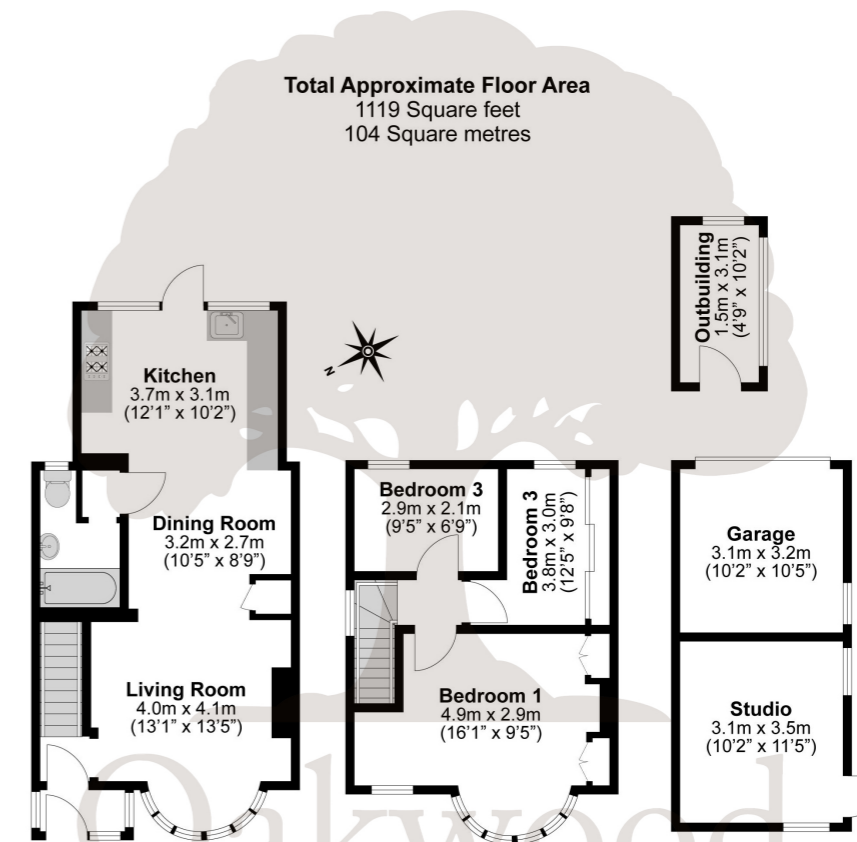 Total Approximate Floor Area
1119 Square feet
104 Square metres
Outbuilding
1.5m x 3.1m
(4'9" x 10'2")
Kitchen
3.7m x 3.1m
(12'1" x 10'2")
N
Dining Room
3.2m x 2.7m
(10'5" x 8'9")
Bedroom 3
2.9m x 2.1m
(9'5" x 6'9")
Bedroom 3
3.8m x 3.0m
(12'5" x 9'8")
Garage
3.1m x 3.2m
(10'2" x 10'5")
Living Room
4.0m x 4.1m
(13'1" x 13'5")
Bedroom 1
4.9m x 2.9m
(16'1" x 9'5")
Studio
3.1m x 3.5m
(10'2" x 11'5")
Oakwood